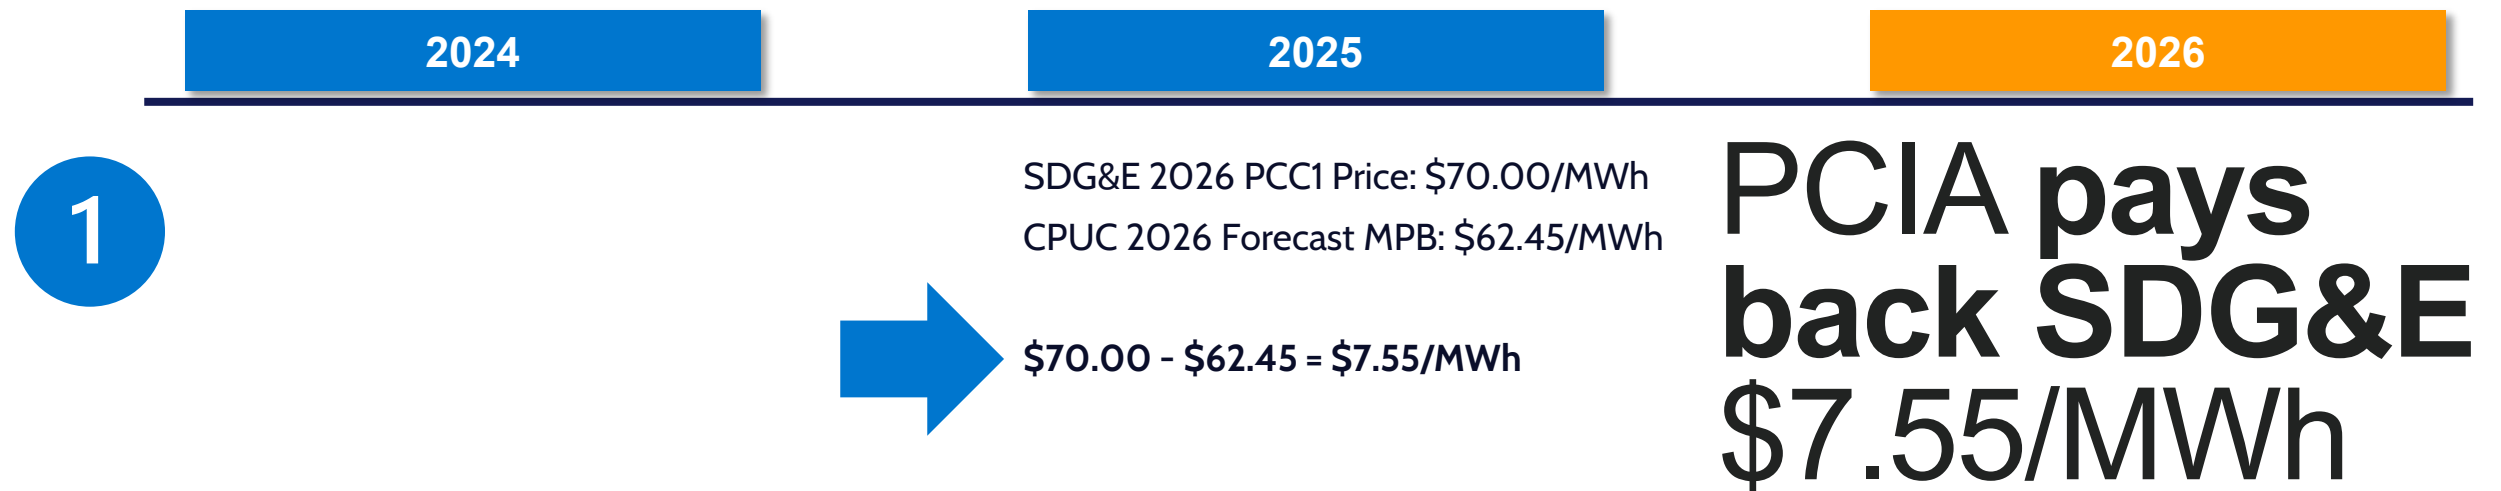 2024
2025
2026
1
SDG&E 2026 PCC1 Price: $70.00/MWh
CPUC 2026 Forecast MPB: $62.45/MWh
$70.00 - $62.45 = $7.55/MWh
PCIA pays
back SDG&E
$7.55/MWh